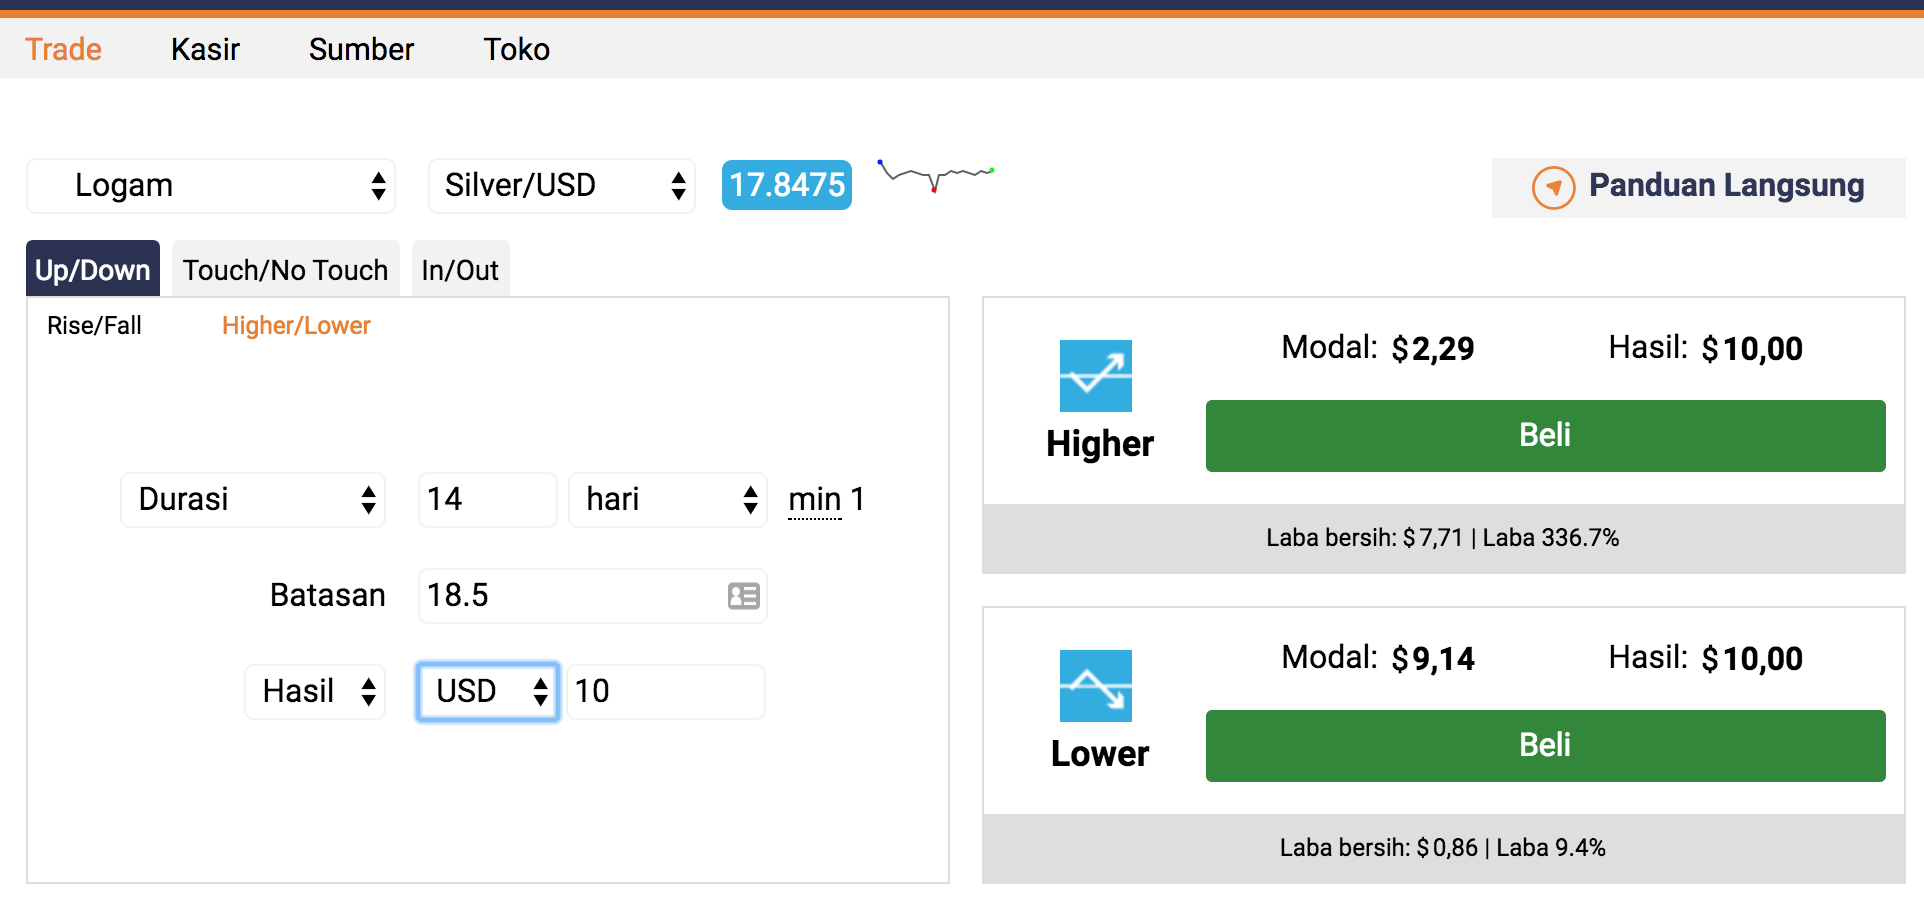 Trade Kasir Sumber Toko
Logam Silver/USD 17.8475 Panduan Langsung
Up/Down Touch/No Touch In/Out
Rise/Fall Higher/Lower
Durasi 14 hari min 1
Batasan 18.5
Hasil USD 10
Modal: $2,29 Hasil: $10,00
Higher
Beli
Laba bersih: $7,71 | Laba 336.7%
Modal: $9,14 Hasil: $10,00
Lower
Beli
Laba bersih: $0,86 | Laba 9.4%